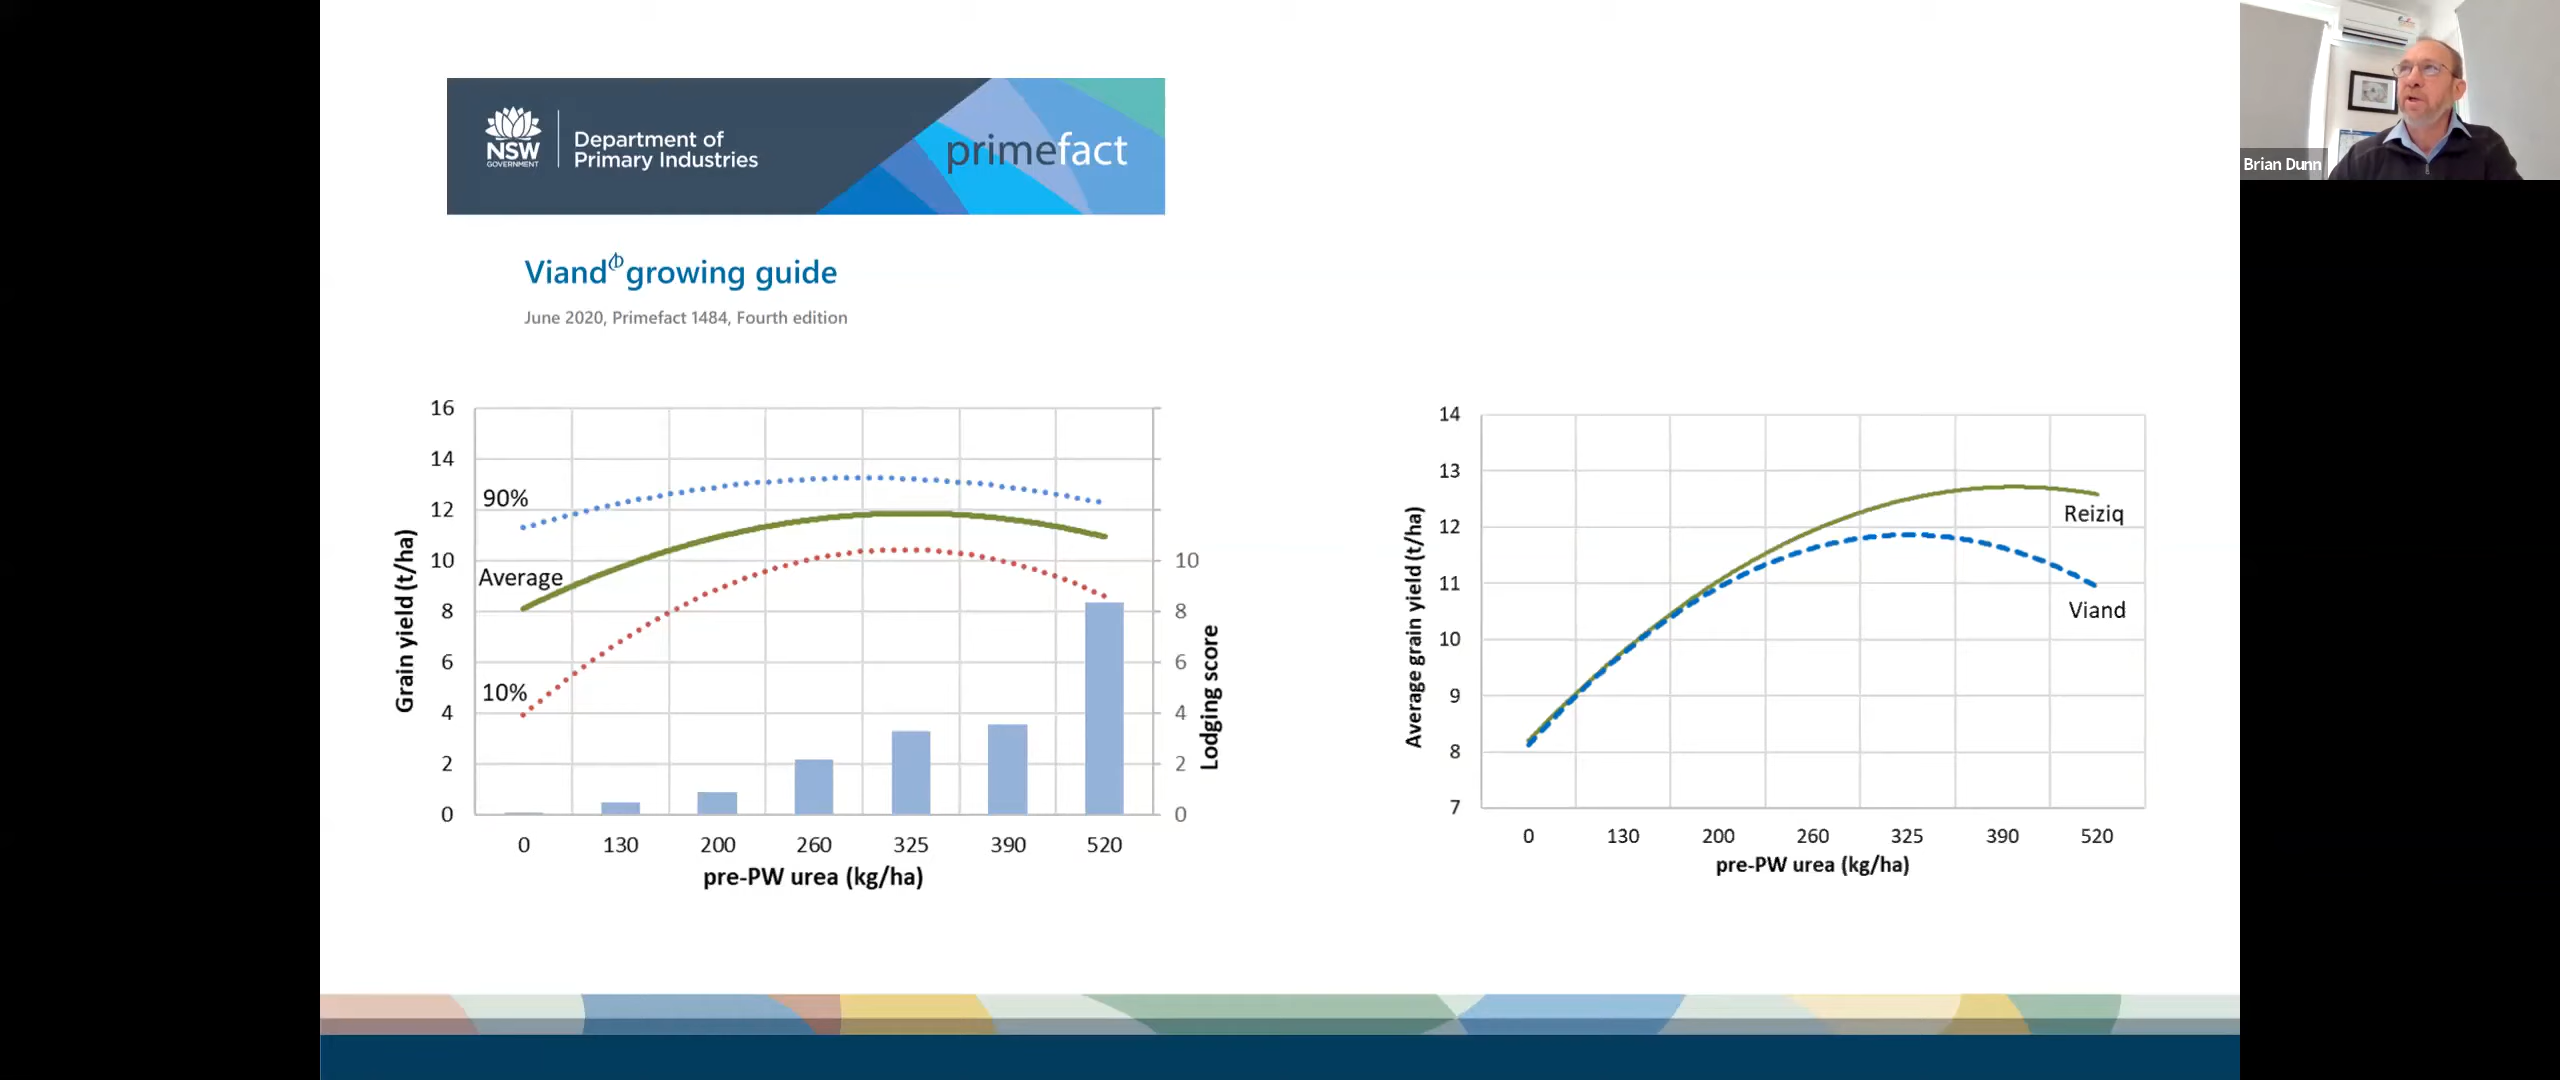 NSW
GOVERNMENT
Department of
Primary Industries
primefact
Brian Dunn
Viand growing guide
June 2020, Primefact 1484, Fourth edition
16
14
12
10
8
6
4
2
0
Grain yield (t/ha)
90%
Average
10%
10
8
6
4
2
0
Lodging score
0 130 200 260 325 390 520
pre-PW urea (kg/ha)
14
13
12
11
10
9
8
7
Average grain yield (t/ha)
Reiziq
Viand
0 130 200 260 325 390 520
pre-PW urea (kg/ha)